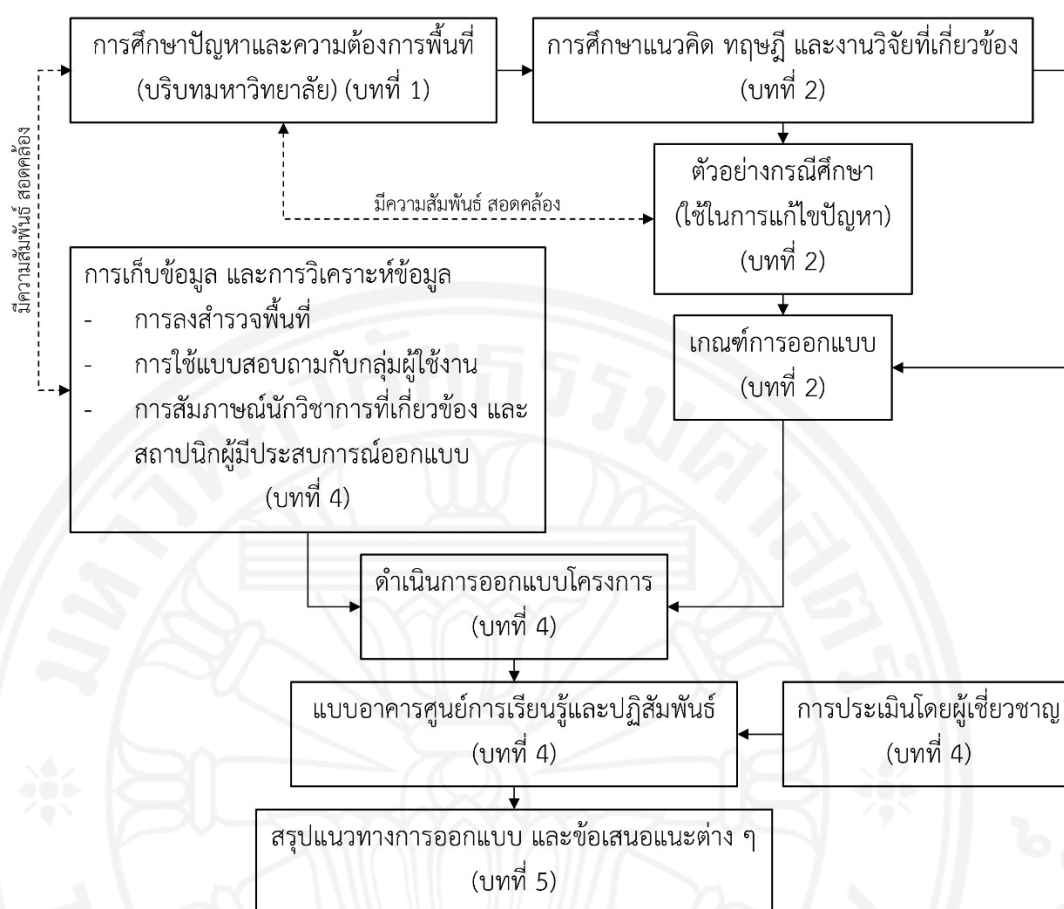 การศึกษาปัญหาและความต้องการพื้นที่
(บริบทมหาวิทยาลัย) (บทที่ 1)
การศึกษาแนวคิด ทฤษฎี และงานวิจัยที่เกี่ยวข้อง
(บทที่ 2)
มีความสัมพันธ์ สอดคล้อง
มีความสัมพันธ์ สอดคล้อง
ตัวอย่างกรณีศึกษา
(ใช้ในการแก้ไขปัญหา)
(บทที่ 2)
การเก็บข้อมูล และการวิเคราะห์ข้อมูล
- การลงสำรวจพื้นที่
- การใช้แบบสอบถามกับกลุ่มผู้ใช้งาน
- การสัมภาษณ์นักวิชาการที่เกี่ยวข้อง และ
สถาปนิกผู้มีประสบการณ์ออกแบบ
(บทที่ 4)
เกณฑ์การออกแบบ
(บทที่ 2)
ดำเนินการออกแบบโครงการ
(บทที่ 4)
แบบอาคารศูนย์การเรียนรู้และปฏิสัมพันธ์
(บทที่ 4)
การประเมินโดยผู้เชี่ยวชาญ
(บทที่ 4)
สรุปแนวทางการออกแบบ และข้อเสนอแนะต่าง ๆ
(บทที่ 5)